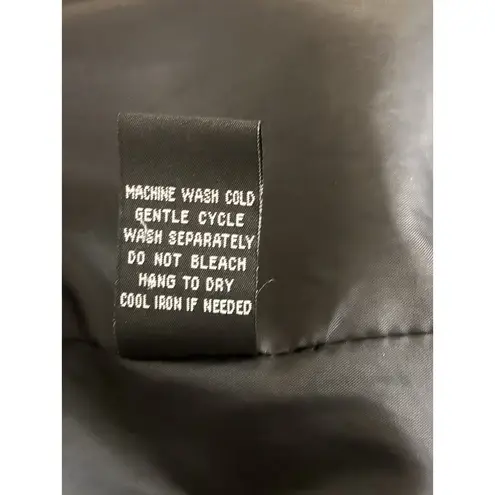 MACHINE WASH COLD
GENTLE CYCLE
WASH SEPARATELY
DO NOT BLEACH
HANG TO DRY
COOL IRON IF NEEDED